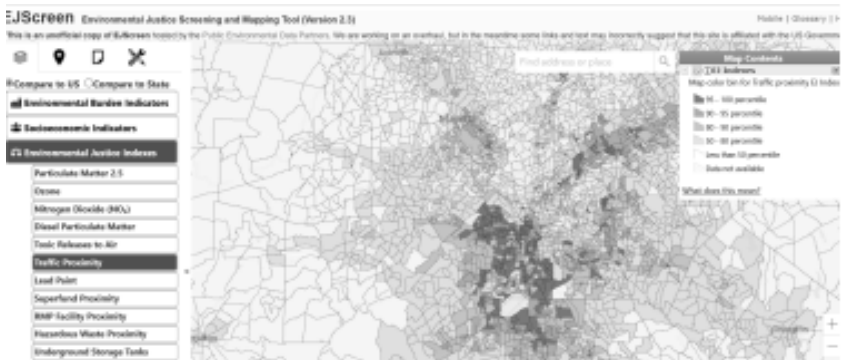 EJScreen Environmental Justice Screening and Mapping Tool (Version 2.3)
Mobile | Glossary |
This is an unofficial copy of EJScreen hosted by the Public Environmental Data Partners. We are working on an overhaul, but in the meantime some links and text may incorrectly suggest that this site is affiliated with the US Governme
Compare to US Compare to State
Environmental Burden Indicators
Socioeconomic Indicators
Environmental Justice Indexes
Particulate Matter 2.5
Ozone
Nitrogen Dioxide (NO₂)
Diesel Particulate Matter
Toxic Releases to Air
Traffic Proximity
Lead Paint
Superfund Proximity
RMP Facility Proximity
Hazardous Waste Proximity
Underground Storage Tanks
Find address or place
Marietta
Map Contents
EJ Indexes
Map color bin for Traffic proximity EJ Index
95 - 100 percentile
90 - 95 percentile
80 - 90 percentile
50 - 80 percentile
Less than 50 percentile
Data not available
What does this mean?
+
−